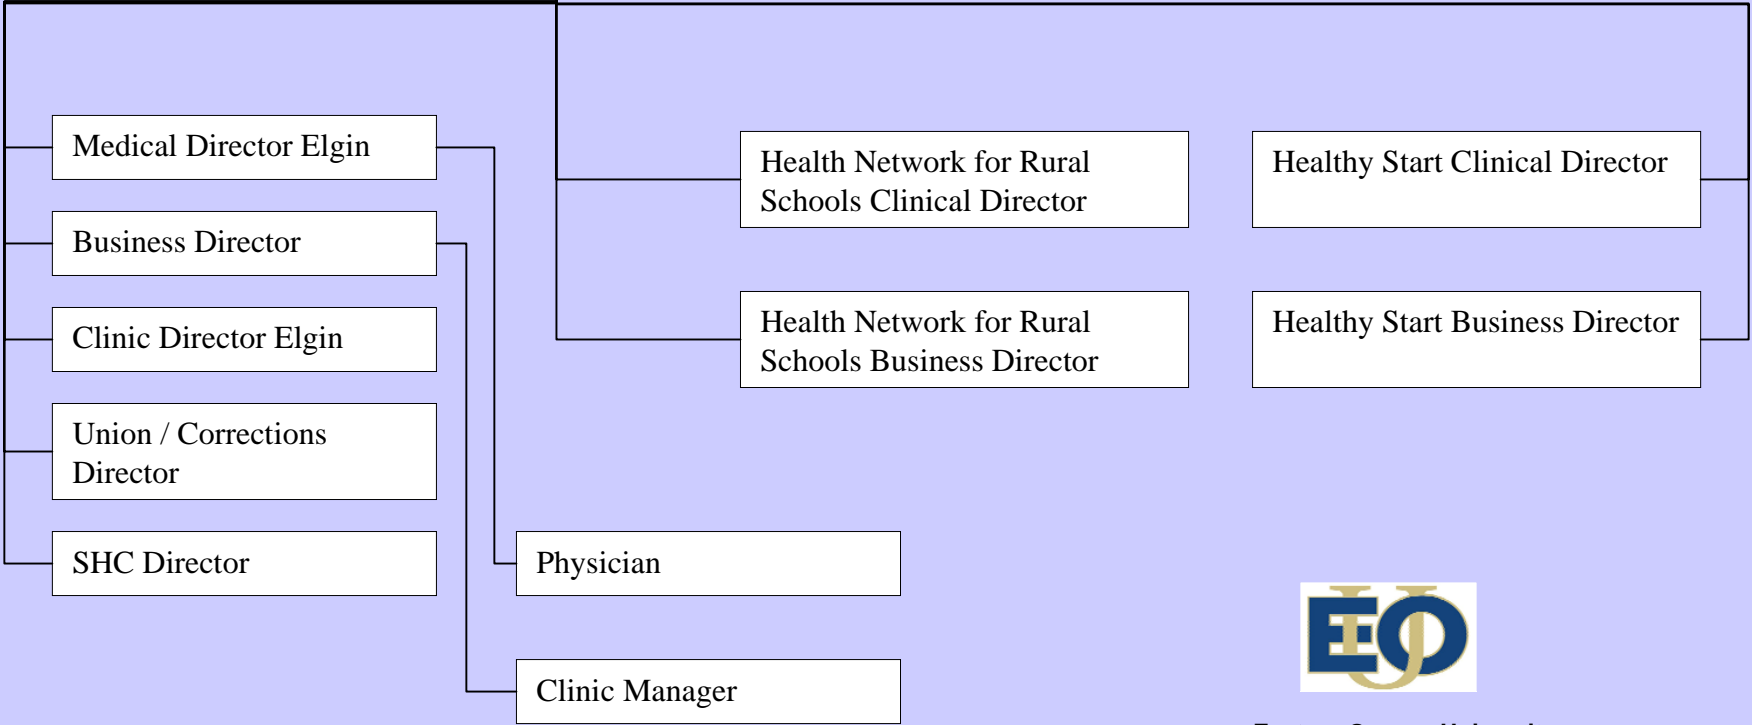 Medical Director Elgin
Business Director
Clinic Director Elgin
Union / Corrections
Director
SHC Director
Physician
Clinic Manager
Health Network for Rural
Schools Clinical Director
Health Network for Rural
Schools Business Director
Healthy Start Clinical Director
Healthy Start Business Director
EOU